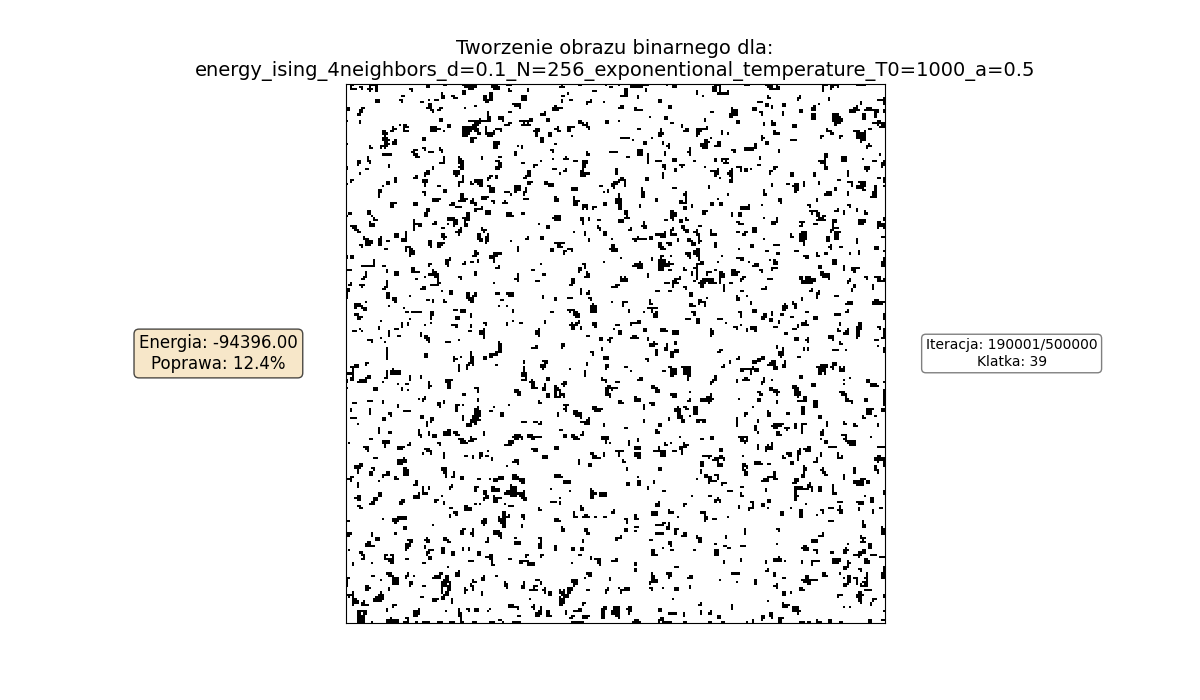 Tworzenie obrazu binarnego dla:
energy_ising_4neighbors_d=0.1_N=256_exponentional_temperature_T0=1000_a=0.5
Energia: -94396.00
Poprawa: 12.4%
Iteracja: 190001/500000
Klatka: 39